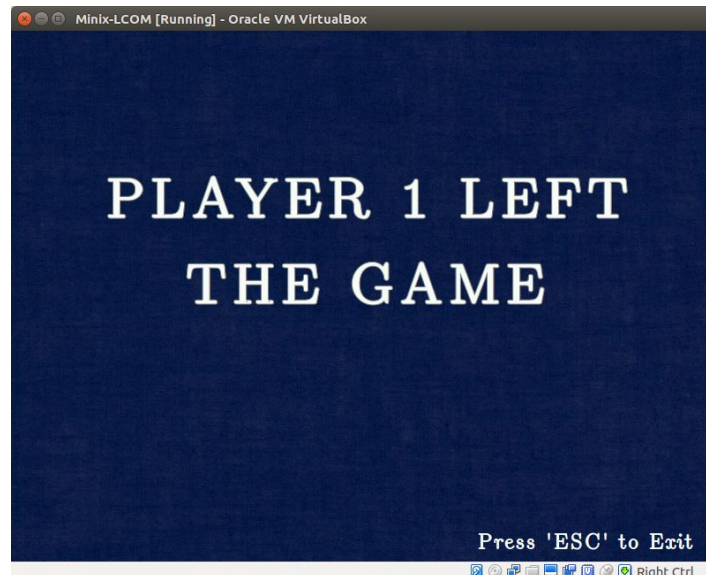 Minix-LCOM [Running] - Oracle VM VirtualBox
PLAYER 1 LEFT
THE GAME
Press 'ESC' to Exit
Right Ctrl